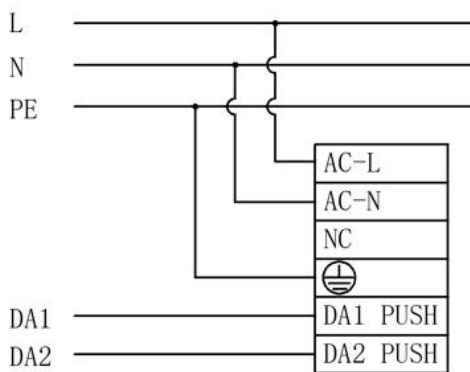 L
N
PE
AC-L
AC-N
NC
DA1 DA1 PUSH
DA2 DA2 PUSH